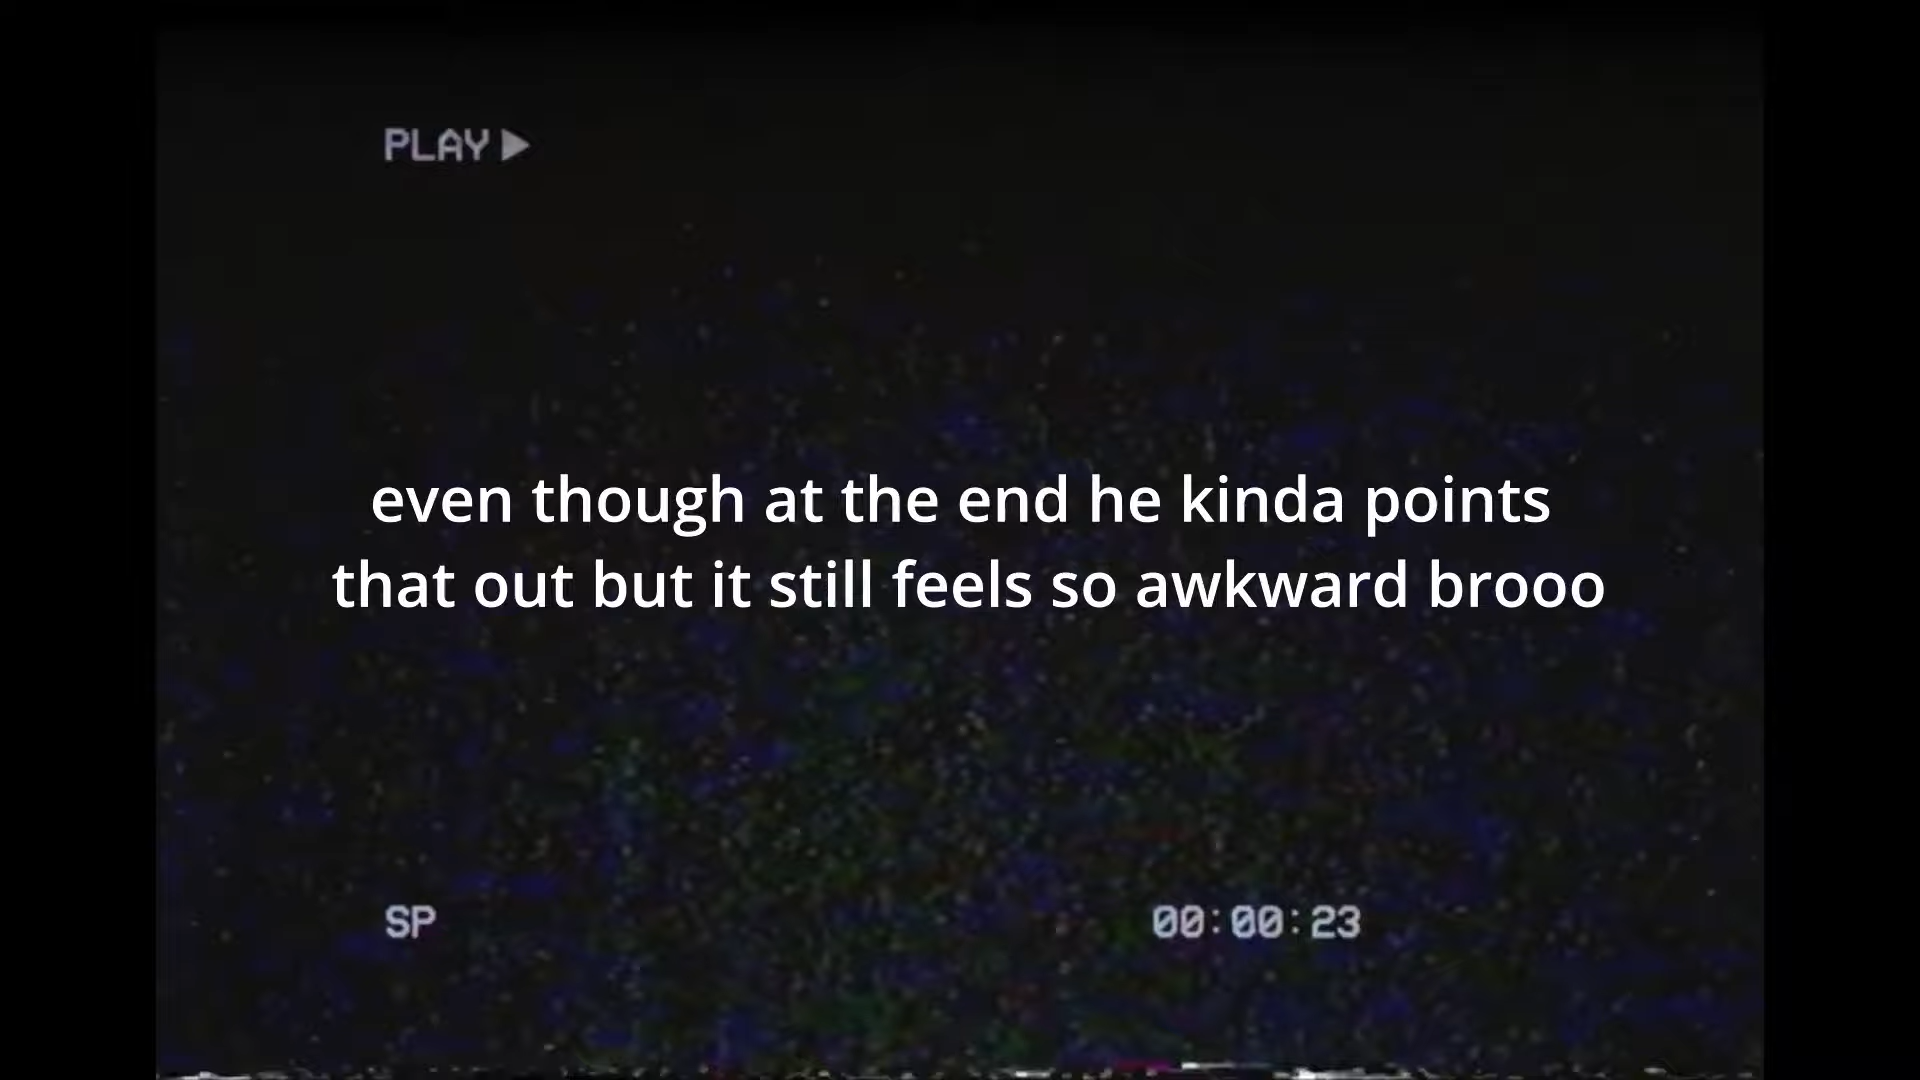 PLAY
even though at the end he kinda points
that out but it still feels so awkward brooo
SP 00:00:23